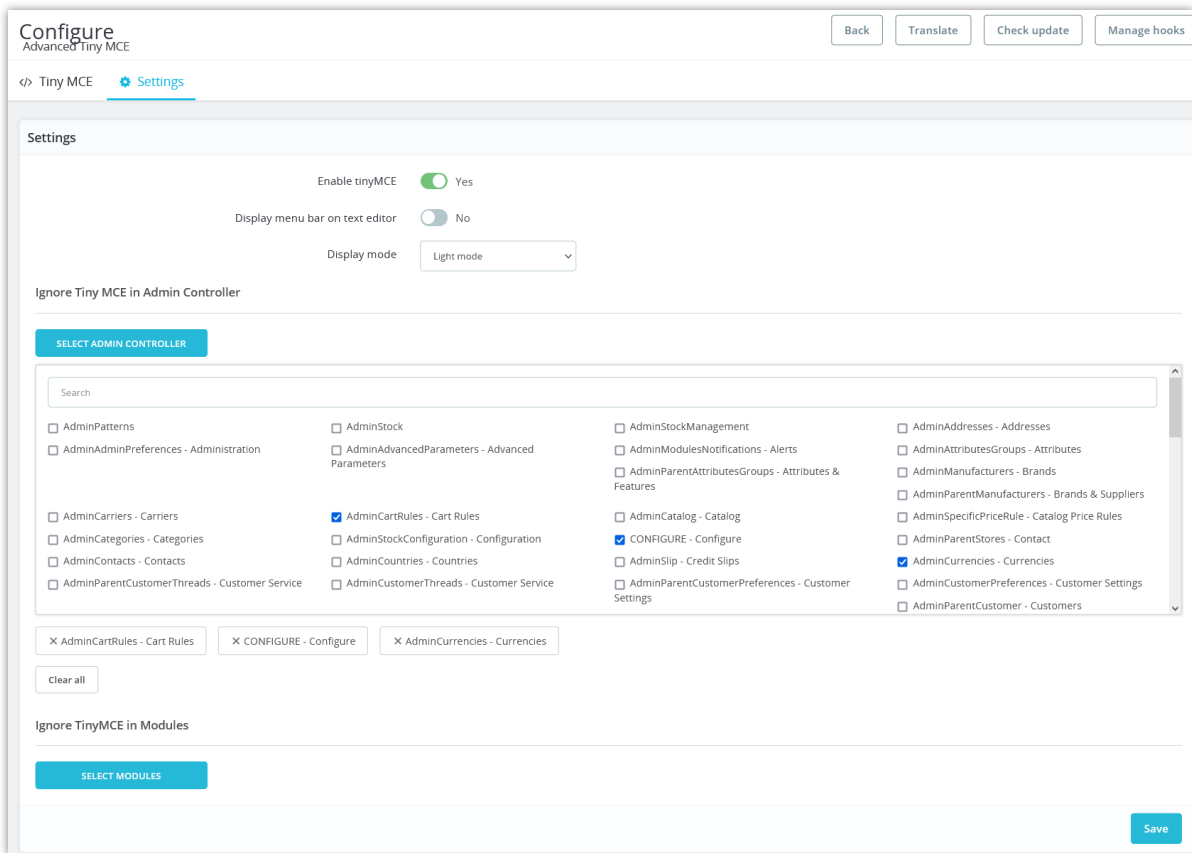 Configure
Advanced Tiny MCE
Back
Translate
Check update
Manage hooks
</> Tiny MCE
Settings
Settings
Enable tinyMCE
Yes
Display menu bar on text editor
No
Display mode
Light mode
Ignore Tiny MCE in Admin Controller
SELECT ADMIN CONTROLLER
Search
AdminPatterns
AdminStock
AdminStockManagement
AdminAddresses - Addresses
AdminAdminPreferences - Administration
AdminAdvancedParameters - Advanced
Parameters
AdminModulesNotifications - Alerts
AdminAttributesGroups - Attributes
AdminParentAttributesGroups - Attributes &
Features
AdminManufacturers - Brands
AdminParentManufacturers - Brands & Suppliers
AdminCarriers - Carriers
AdminCartRules - Cart Rules
AdminCatalog - Catalog
AdminSpecificPriceRule - Catalog Price Rules
AdminCategories - Categories
AdminStockConfiguration - Configuration
CONFIGURE - Configure
AdminParentStores - Contact
AdminContacts - Contacts
AdminCountries - Countries
AdminSlip - Credit Slips
AdminCurrencies - Currencies
AdminParentCustomerThreads - Customer Service
AdminCustomerThreads - Customer Service
AdminParentCustomerPreferences - Customer
Settings
AdminCustomerPreferences - Customer Settings
AdminParentCustomer - Customers
× AdminCartRules - Cart Rules
× CONFIGURE - Configure
× AdminCurrencies - Currencies
Clear all
Ignore TinyMCE in Modules
SELECT MODULES
Save